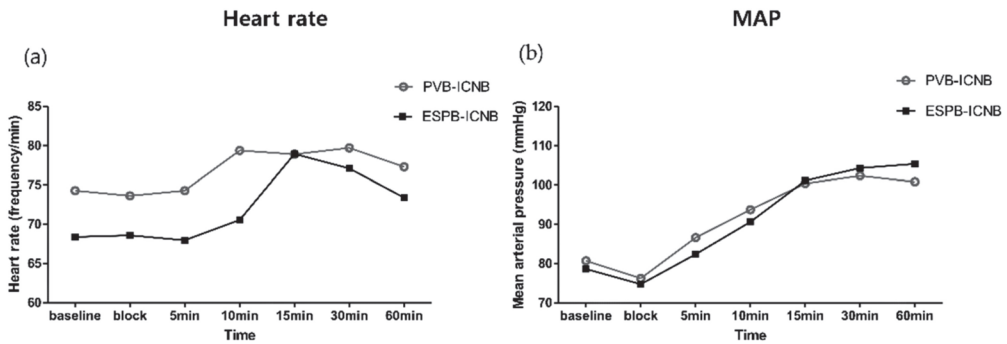 Heart rate
(a)
PVB-ICNB
ESPB-ICNB
Heart rate (frequency/min)
85
80
75
70
65
60
baseline block 5min 10min 15min 30min 60min
Time
MAP
(b)
PVB-ICNB
ESPB-ICNB
Mean arterial pressure (mmHg)
120
110
100
90
80
70
baseline block 5min 10min 15min 30min 60min
Time